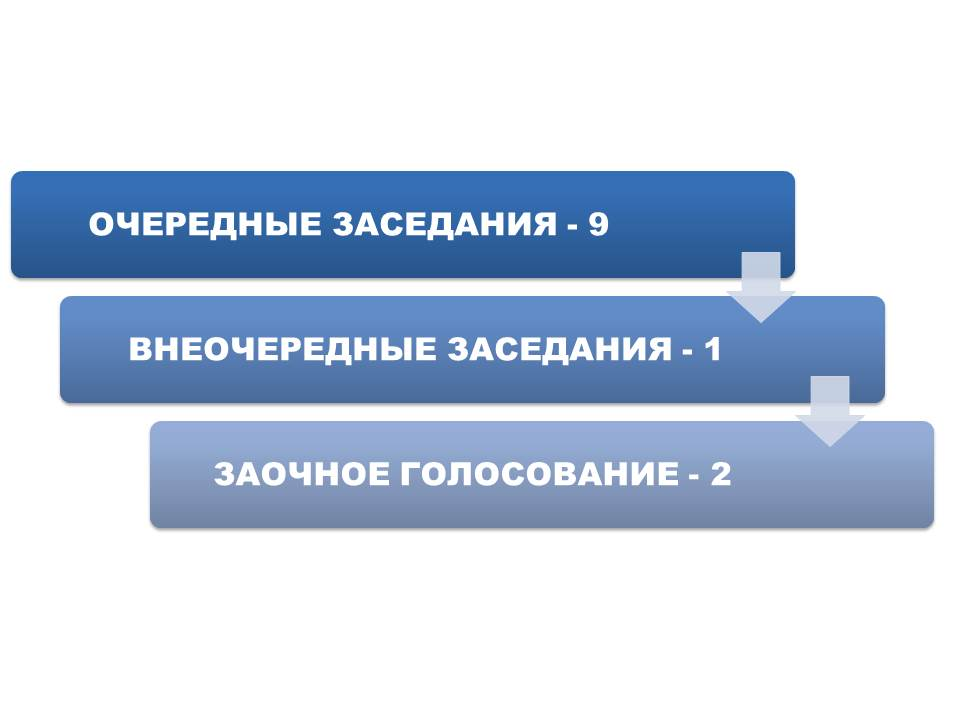 ОЧЕРЕДНЫЕ ЗАСЕДАНИЯ - 9
ВНЕОЧЕРЕДНЫЕ ЗАСЕДАНИЯ - 1
ЗАОЧНОЕ ГОЛОСОВАНИЕ - 2